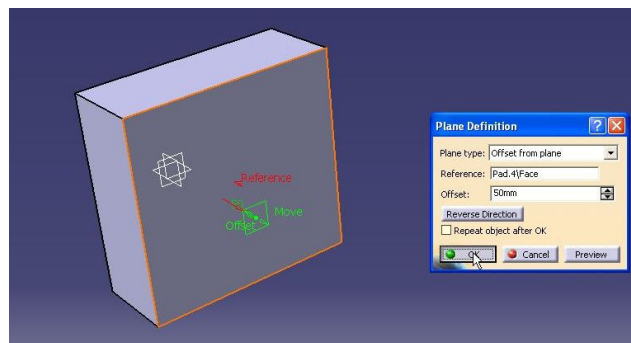 Reference
Move
Offset
Plane Definition
Plane type: Offset from plane
Reference: Pad.4\Face
Offset: 50mm
Reverse Direction
Repeat object after OK
OK Cancel Preview